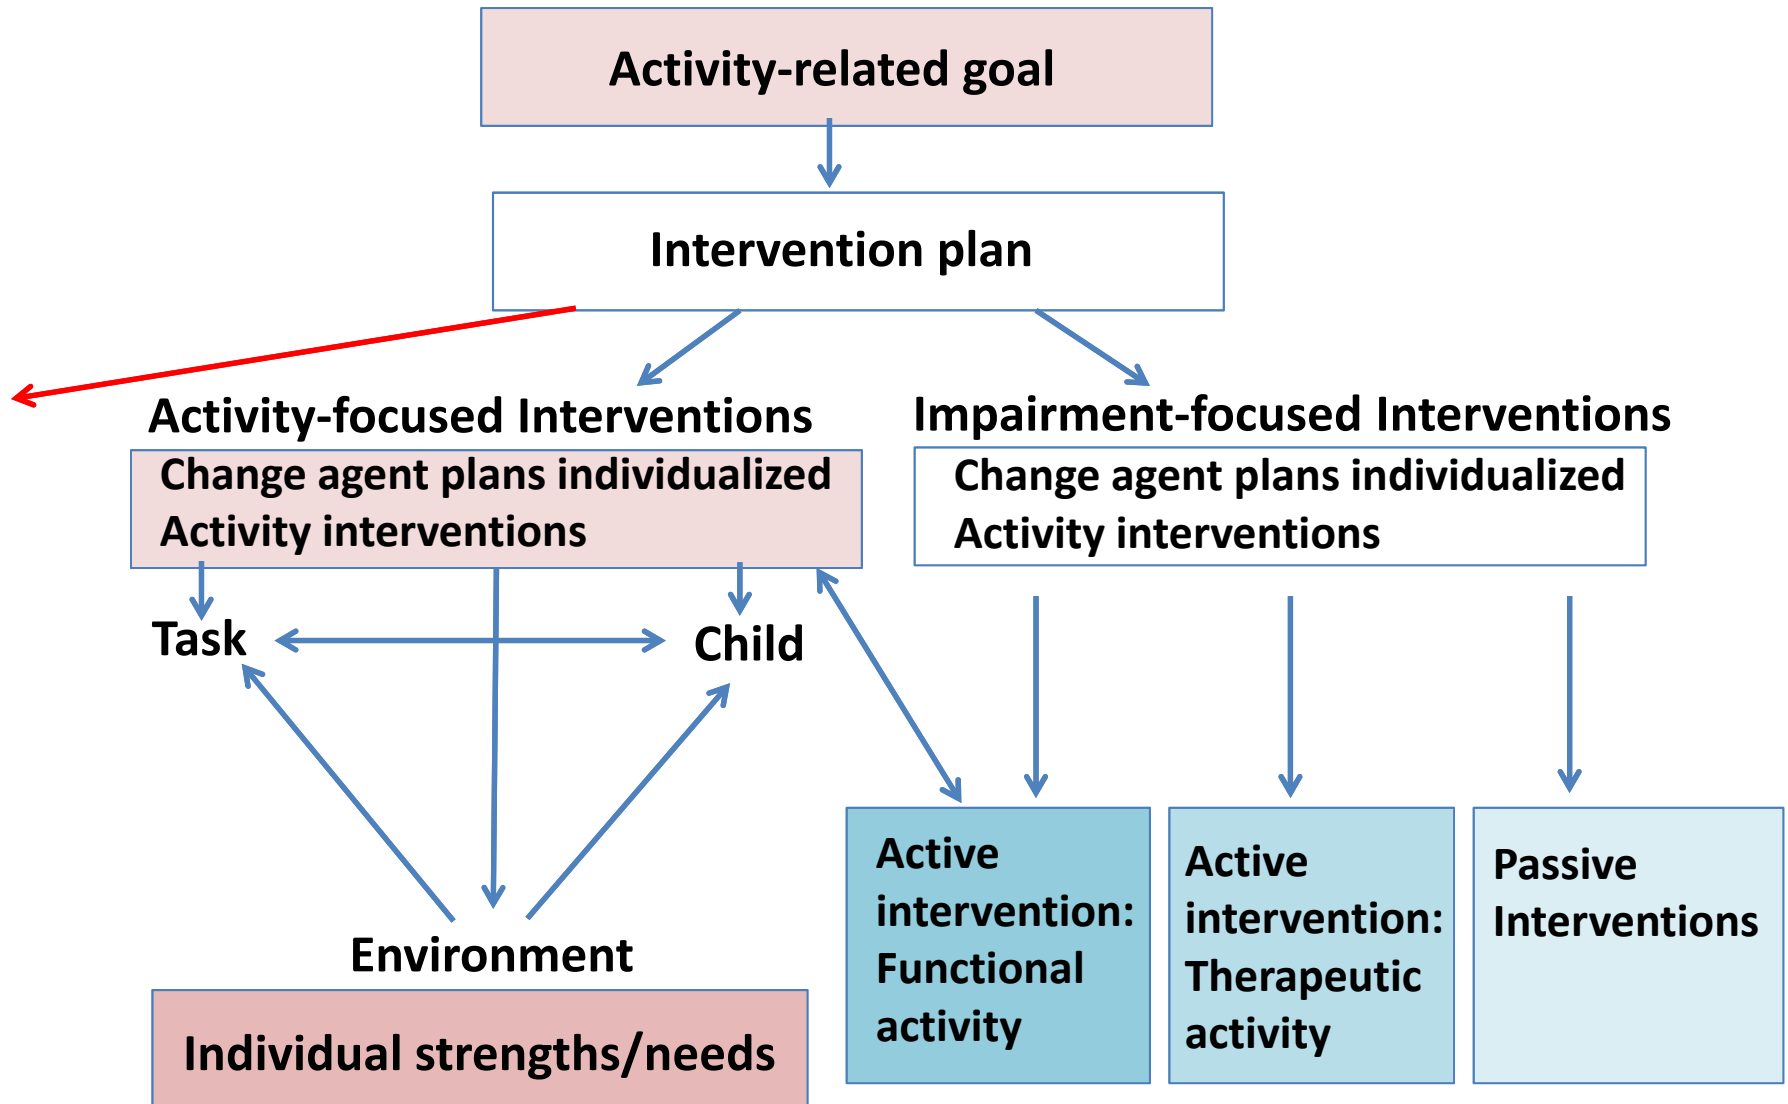 Activity-related goal
Intervention plan
Activity-focused Interventions
Change agent plans individualized
Activity interventions
Impairment-focused Interventions
Change agent plans individualized
Activity interventions
Task
Child
Environment
Individual strengths/needs
Active
intervention:
Functional
activity
Active
intervention:
Therapeutic
activity
Passive
Interventions